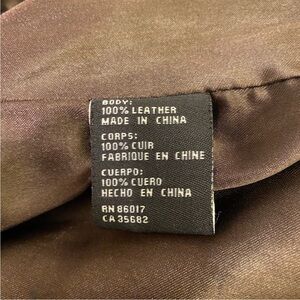 BODY:
100% LEATHER
MADE IN CHINA
CORPS:
100% CUIR
FABRIQUE EN CHINE
CUERPO:
100% CUERO
HECHO EN CHINA
RN 86017
CA 35682